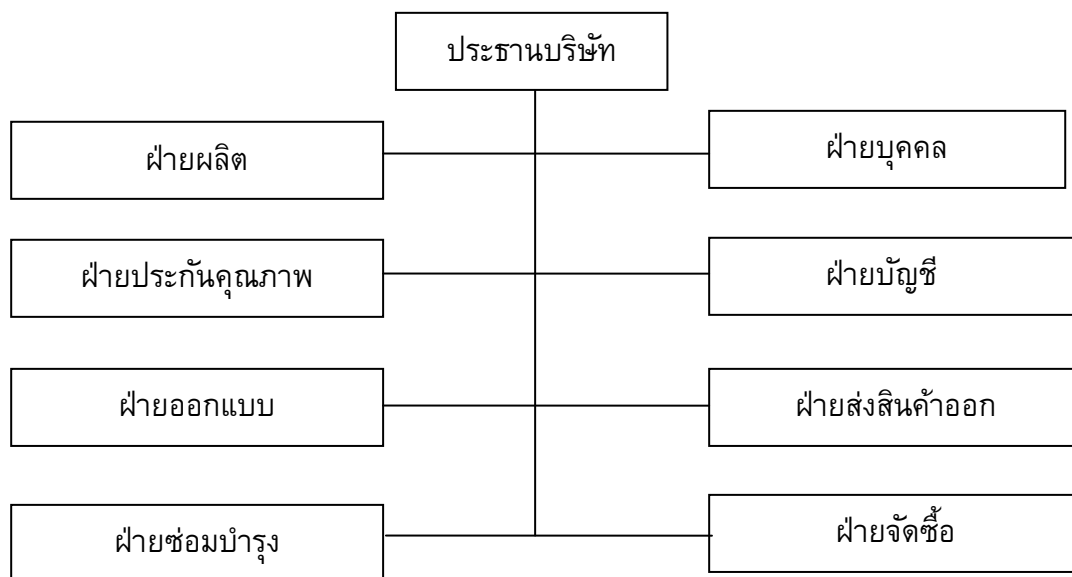 ประธานบริษัท
ฝ่ายผลิต
ฝ่ายบุคคล
ฝ่ายประกันคุณภาพ
ฝ่ายบัญชี
ฝ่ายออกแบบ
ฝ่ายส่งสินค้าออก
ฝ่ายซ่อมบำรุง
ฝ่ายจัดซื้อ